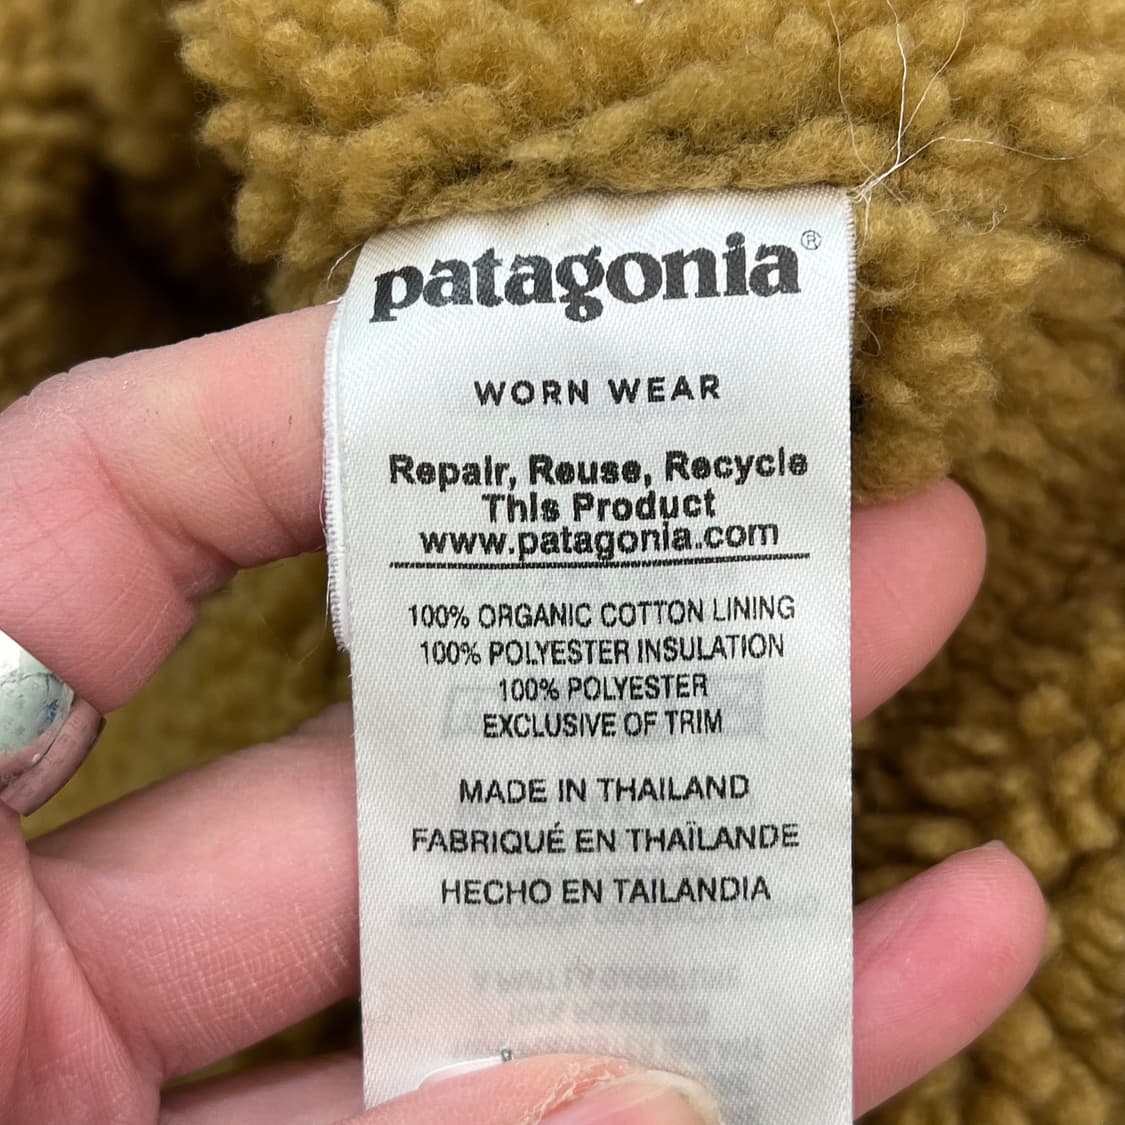 patagonia®
WORN WEAR
Repair, Reuse, Recycle
This Product
www.patagonia.com
100% ORGANIC COTTON LINING
100% POLYESTER INSULATION
100% POLYESTER
EXCLUSIVE OF TRIM
MADE IN THAILAND
FABRIQUÉ EN THAÏLANDE
HECHO EN TAILANDIA